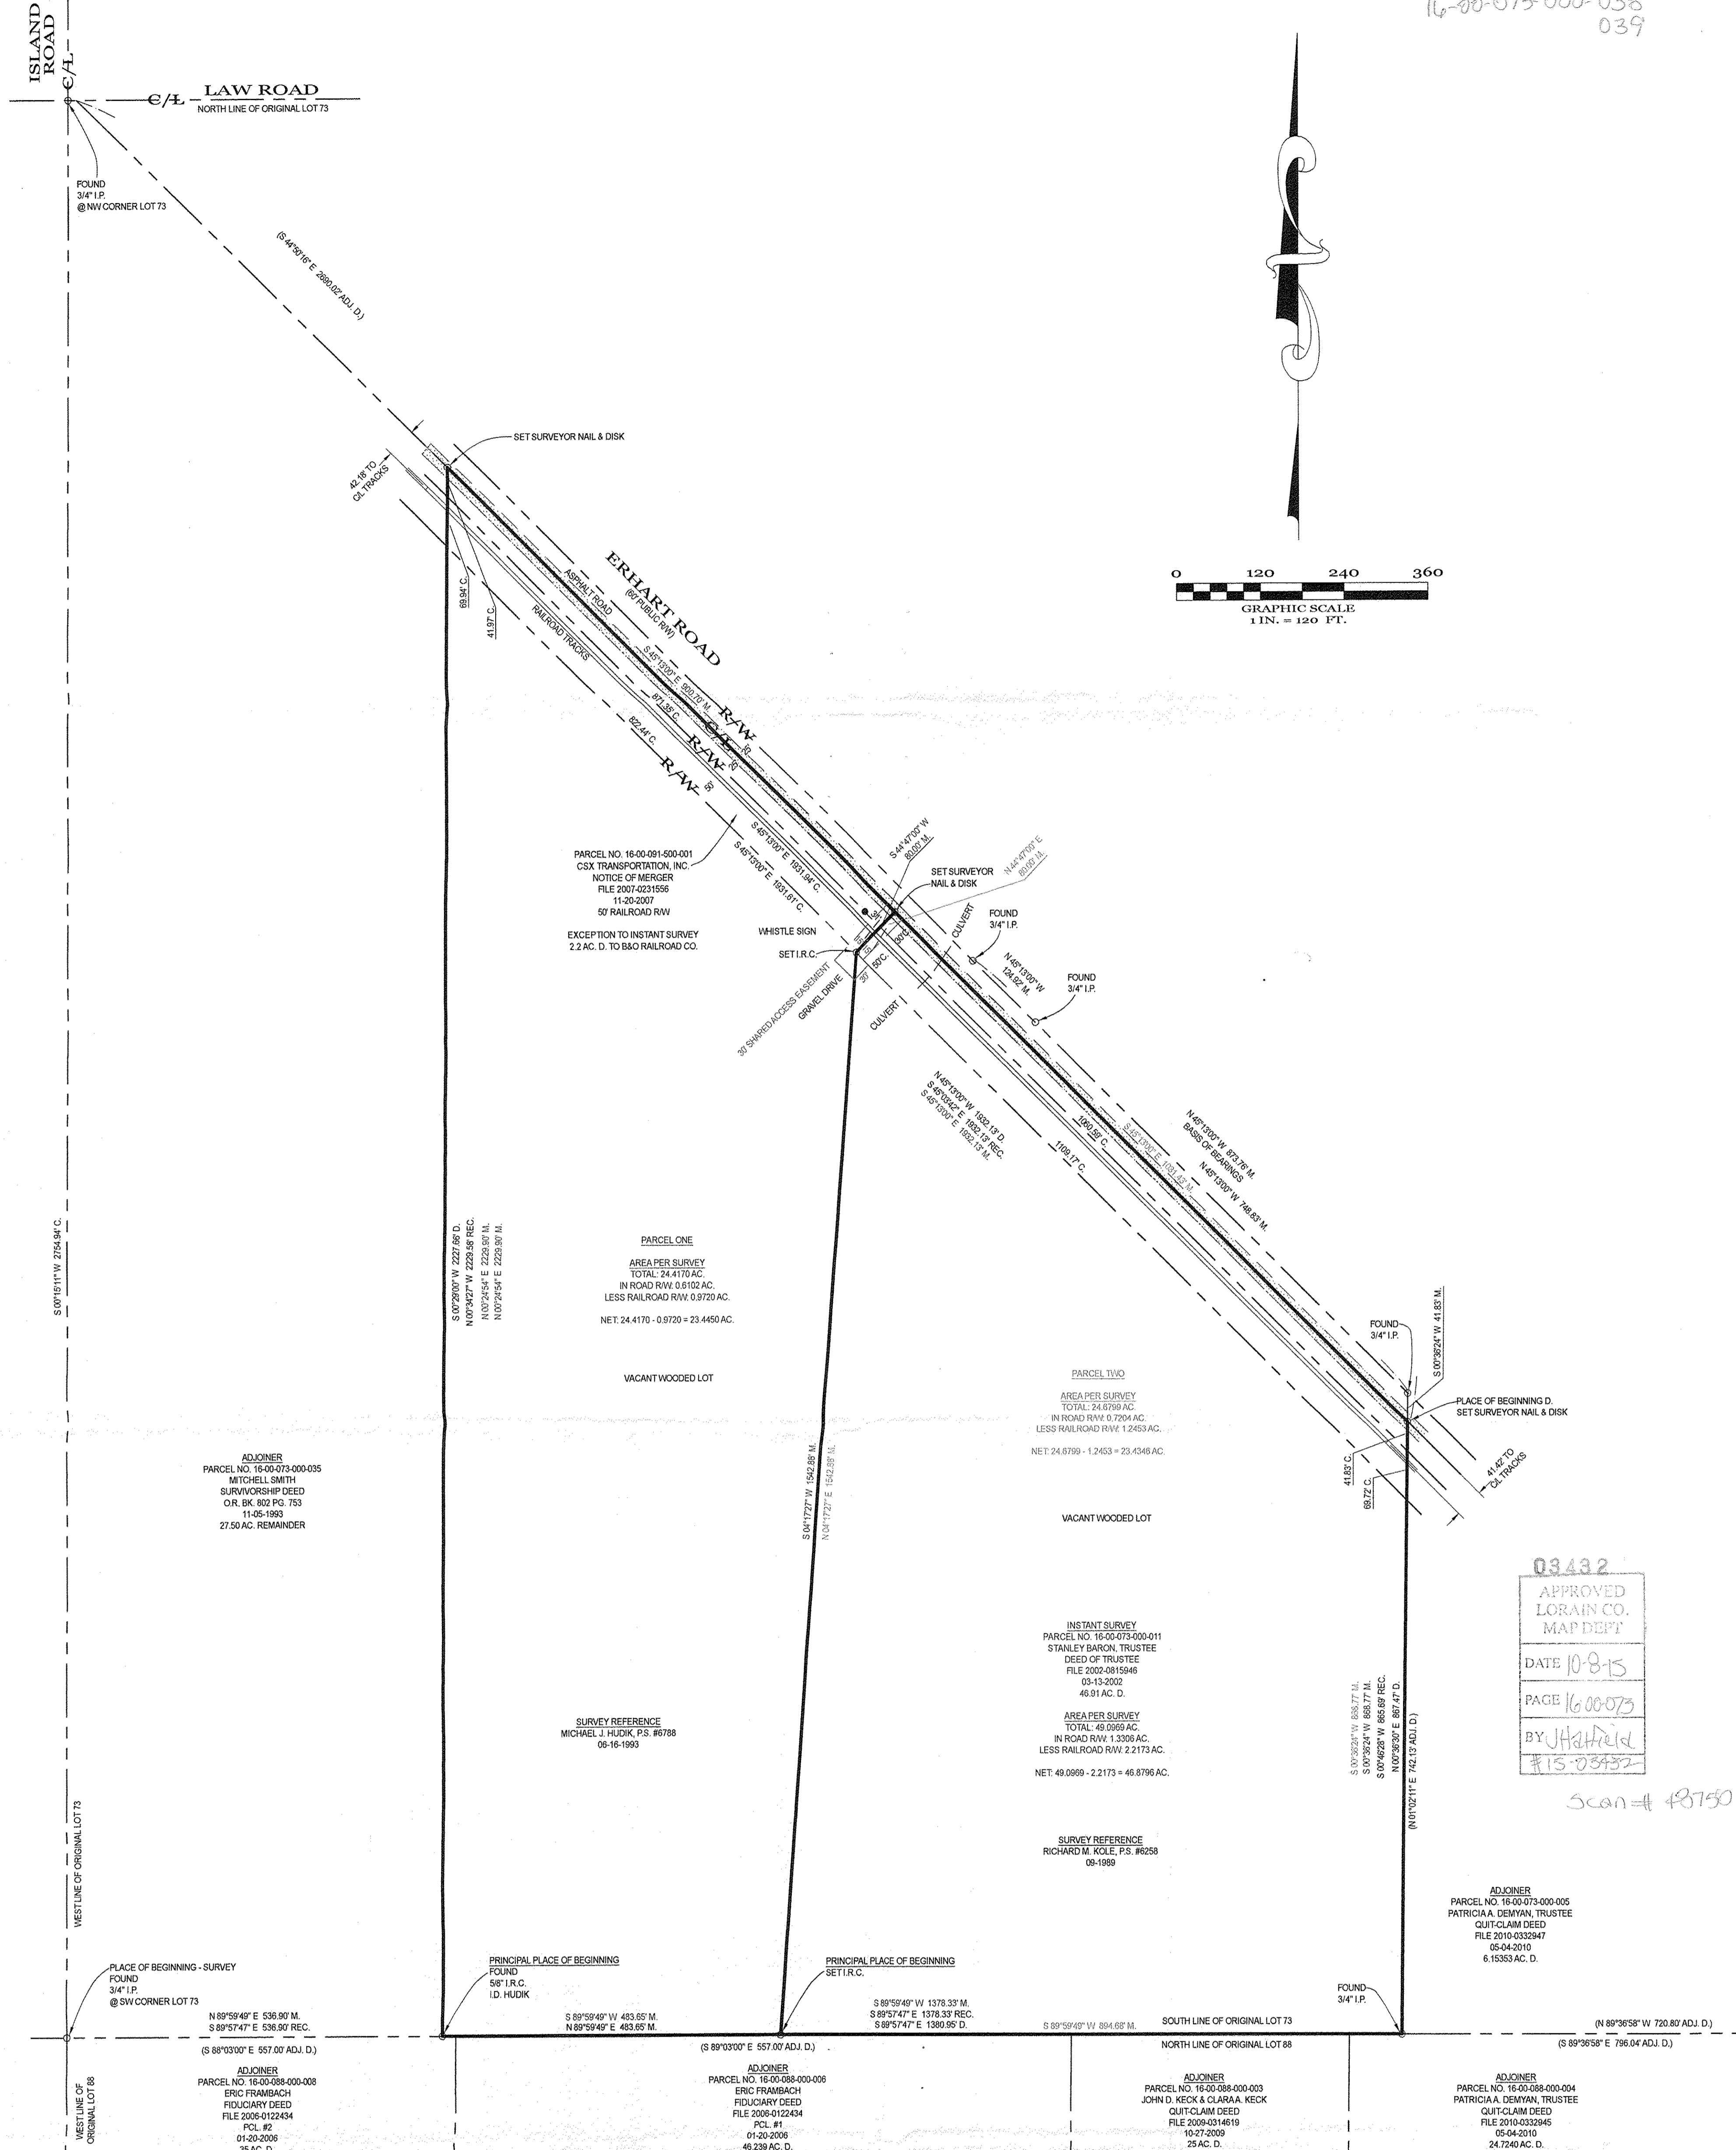 16-00-073-000-038
039
ISLAND
ROAD
C/L
C/L LAW ROAD
NORTH LINE OF ORIGINAL LOT 73
FOUND
3/4" I.P.
@ NW CORNER LOT 73
(S 44°50'16" E 2690.02' ADJ. D.)
SET SURVEYOR NAIL & DISK
42.18' TO
C/L TRACKS
69.94' C.
41.97' C.
ERHART ROAD
(60' PUBLIC R/W)
ASPHALT ROAD
RAILROAD TRACKS
S 45°13'00" E 900.70' M.
871.35' C.
822.44' C.
R/W
C/L
R/W
R/W
0 120 240 360
GRAPHIC SCALE
1 IN. = 120 FT.
PARCEL NO. 16-00-091-500-001
CSX TRANSPORTATION, INC.
NOTICE OF MERGER
FILE 2007-0231556
11-20-2007
50' RAILROAD R/W
EXCEPTION TO INSTANT SURVEY
2.2 AC. D. TO B&O RAILROAD CO.
S 45°13'00" E 1931.94' C.
S 45°13'00" E 1931.61' C.
S 44°47'00" W
80.00' M.
N 44°47'00" E
80.00' M.
SET SURVEYOR
NAIL & DISK
WHISTLE SIGN
SET I.R.C.
30' C.
50' C.
30'
CULVERT
FOUND
3/4" I.P.
N 45°13'00" W
124.92' M.
FOUND
3/4" I.P.
30' SHARED ACCESS EASEMENT
GRAVEL DRIVE
CULVERT
N 45°13'00" W 1932.13' D.
S 45°03'42" E 1932.13' REC.
S 45°13'00" E 1932.13' M.
1060.59' C.
1109.17' C.
S 45°13'00" E 1031.43' M.
N 45°13'00" W 873.76' M.
BASIS OF BEARINGS
N 45°13'00" W 748.83' M.
S 00°15'11" W 2754.94' C.
S 00°29'00" W 2227.66' D.
N 00°34'27" W 2229.58' REC.
N 00°24'54" E 2229.90' M.
N 00°24'54" E 2229.90' M.
PARCEL ONE
AREA PER SURVEY
TOTAL: 24.4170 AC.
IN ROAD R/W: 0.6102 AC.
LESS RAILROAD R/W: 0.9720 AC.
NET: 24.4170 - 0.9720 = 23.4450 AC.
VACANT WOODED LOT
PARCEL TWO
AREA PER SURVEY
TOTAL: 24.6799 AC.
IN ROAD R/W: 0.7204 AC.
LESS RAILROAD R/W: 1.2453 AC.
NET: 24.6799 - 1.2453 = 23.4346 AC.
VACANT WOODED LOT
FOUND
3/4" I.P.
S 00°36'24" W 41.83' M.
PLACE OF BEGINNING D.
SET SURVEYOR NAIL & DISK
41.42' TO
C/L TRACKS
41.83' C.
69.72' C.
ADJOINER
PARCEL NO. 16-00-073-000-035
MITCHELL SMITH
SURVIVORSHIP DEED
O.R. BK. 802 PG. 753
11-05-1993
27.50 AC. REMAINDER
S 04°17'27" W 1542.88' M.
N 04°17'27" E 1542.88' M.
03432
APPROVED
LORAIN CO.
MAP DEPT
DATE 10-8-15
PAGE 16-00-073
BY JHatfield
#15-03432
Scan # 48750
INSTANT SURVEY
PARCEL NO. 16-00-073-000-011
STANLEY BARON, TRUSTEE
DEED OF TRUSTEE
FILE 2002-0815946
03-13-2002
46.91 AC. D.
AREA PER SURVEY
TOTAL: 49.0969 AC.
IN ROAD R/W: 1.3306 AC.
LESS RAILROAD R/W: 2.2173 AC.
NET: 49.0969 - 2.2173 = 46.8796 AC.
SURVEY REFERENCE
MICHAEL J. HUDIK, P.S. #6788
06-16-1993
SURVEY REFERENCE
RICHARD M. KOLE, P.S. #6258
09-1989
S 00°36'24" W 868.77' M.
S 00°36'24" W 868.77' M.
S 00°46'28" W 865.69' REC.
N 00°36'30" E 867.47' D.
(N 01°02'11" E 742.13' ADJ. D.)
WEST LINE OF ORIGINAL LOT 73
ADJOINER
PARCEL NO. 16-00-073-000-005
PATRICIA A. DEMYAN, TRUSTEE
QUIT-CLAIM DEED
FILE 2010-0332947
05-04-2010
6.15353 AC. D.
PLACE OF BEGINNING - SURVEY
FOUND
3/4" I.P.
@ SW CORNER LOT 73
PRINCIPAL PLACE OF BEGINNING
FOUND
5/8" I.R.C.
I.D. HUDIK
PRINCIPAL PLACE OF BEGINNING
SET I.R.C.
FOUND
3/4" I.P.
N 89°59'49" E 536.90' M.
S 89°57'47" E 536.90' REC.
S 89°59'49" W 483.65' M.
N 89°59'49" E 483.65' M.
S 89°59'49" W 1378.33' M.
S 89°57'47" E 1378.33' REC.
S 89°57'47" E 1380.95' D.
S 89°59'49" W 894.68' M.
SOUTH LINE OF ORIGINAL LOT 73
NORTH LINE OF ORIGINAL LOT 88
(N 89°36'58" W 720.80' ADJ. D.)
(S 89°36'58" E 796.04' ADJ. D.)
(S 88°03'00" E 557.00' ADJ. D.)
(S 89°03'00" E 557.00' ADJ. D.)
WEST LINE OF
ORIGINAL LOT 88
ADJOINER
PARCEL NO. 16-00-088-000-008
ERIC FRAMBACH
FIDUCIARY DEED
FILE 2006-0122434
PCL. #2
01-20-2006
35 AC. D.
ADJOINER
PARCEL NO. 16-00-088-000-006
ERIC FRAMBACH
FIDUCIARY DEED
FILE 2006-0122434
PCL. #1
01-20-2006
46.239 AC. D.
ADJOINER
PARCEL NO. 16-00-088-000-003
JOHN D. KECK & CLARA A. KECK
QUIT-CLAIM DEED
FILE 2009-0314619
10-27-2009
25 AC. D.
ADJOINER
PARCEL NO. 16-00-088-000-004
PATRICIA A. DEMYAN, TRUSTEE
QUIT-CLAIM DEED
FILE 2010-0332945
05-04-2010
24.7240 AC. D.